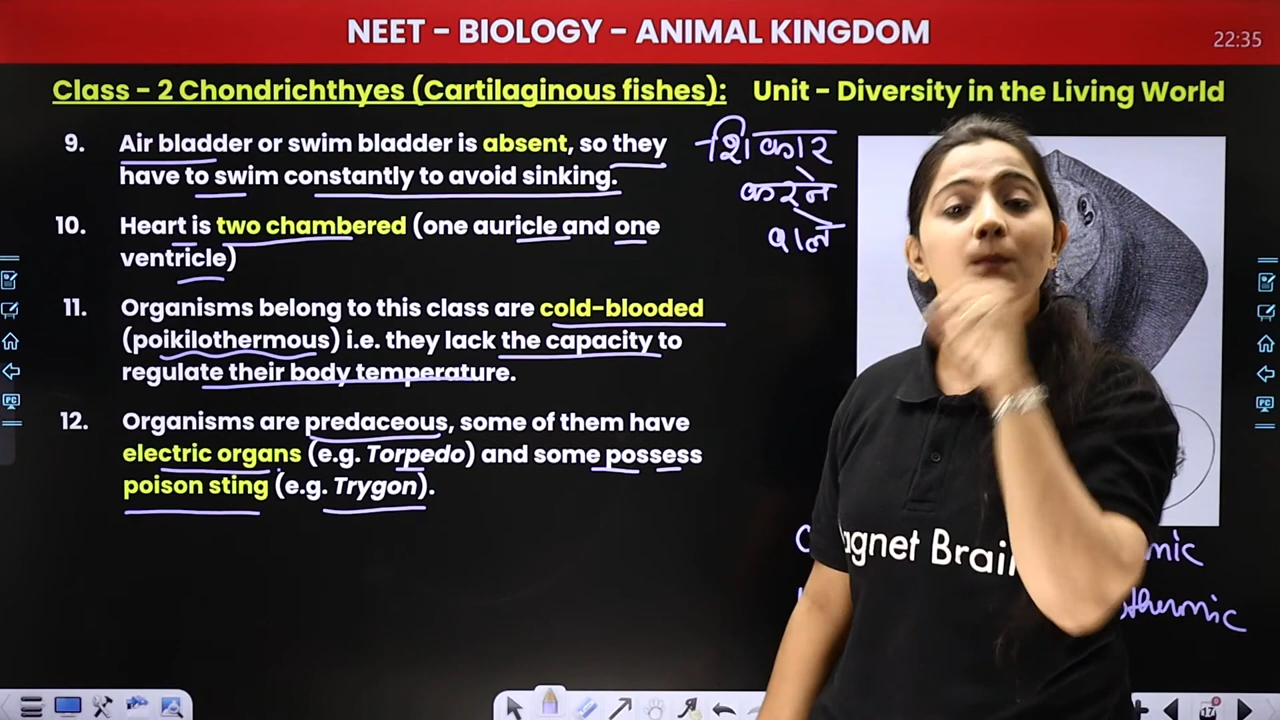 NEET - BIOLOGY - ANIMAL KINGDOM
22:35
Class - 2 Chondrichthyes (Cartilaginous fishes): Unit - Diversity in the Living World
9. Air bladder or swim bladder is absent, so they
have to swim constantly to avoid sinking.
शिकार
करने
वाले
10. Heart is two chambered (one auricle and one
ventricle)
11. Organisms belong to this class are cold-blooded
(poikilothermous) i.e. they lack the capacity to
regulate their body temperature.
12. Organisms are predaceous, some of them have
electric organs (e.g. Torpedo) and some possess
poison sting (e.g. Trygon).
agnet Brai
mic
thermic
PC
PC
17